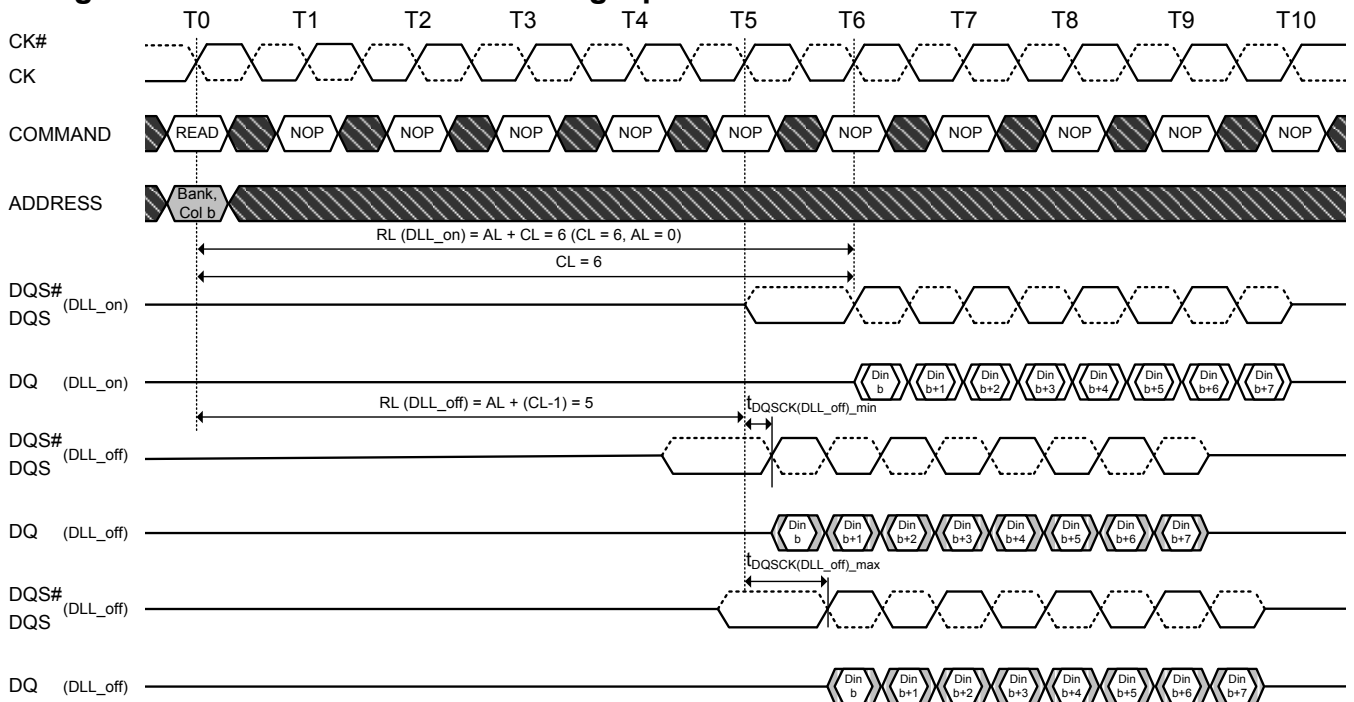 T0 T1 T2 T3 T4 T5 T6 T7 T8 T9 T10
CK#
CK
COMMAND READ NOP NOP NOP NOP NOP NOP NOP NOP NOP NOP
ADDRESS Bank, Col b
RL (DLL_on) = AL + CL = 6 (CL = 6, AL = 0)
CL = 6
DQS# (DLL_on)
DQS
DQ (DLL_on) Din b Din b+1 Din b+2 Din b+3 Din b+4 Din b+5 Din b+6 Din b+7
RL (DLL_off) = AL + (CL-1) = 5 tDQSCK(DLL_off)_min
DQS# (DLL_off)
DQS
DQ (DLL_off) Din b Din b+1 Din b+2 Din b+3 Din b+4 Din b+5 Din b+6 Din b+7
tDQSCK(DLL_off)_max
DQS# (DLL_off)
DQS
DQ (DLL_off) Din b Din b+1 Din b+2 Din b+3 Din b+4 Din b+5 Din b+6 Din b+7